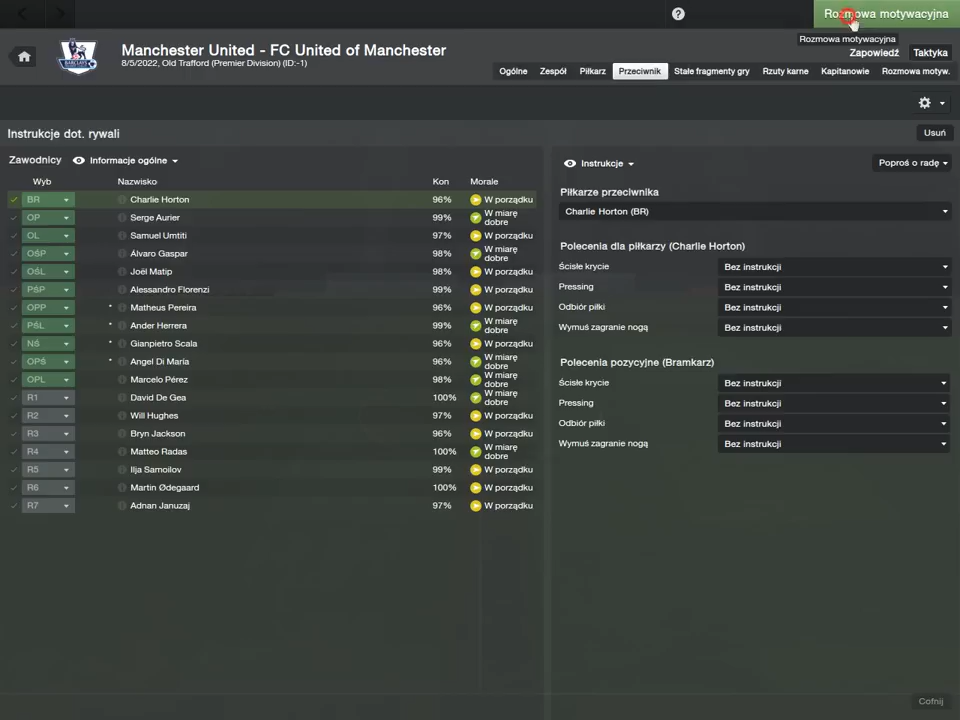 Rozmowa motywacyjna
Rozmowa motywacyjna
Manchester United - FC United of Manchester
8/5/2022, Old Trafford (Premier Division) (ID:-1)
Zapowiedź Taktyka
Ogólne Zespół Piłkarz Przeciwnik Stałe fragmenty gry Rzuty karne Kapitanowie Rozmowa motyw.
Instrukcje dot. rywali
Usuń
Zawodnicy Informacje ogólne
Wyb Nazwisko Kon Morale
BR Charlie Horton 96% W porządku
OP Serge Aurier 99% W miarę dobre
OL Samuel Umtiti 97% W porządku
OŚP Álvaro Gaspar 98% W miarę dobre
OŚL Joël Matip 98% W porządku
PŚP Alessandro Florenzi 99% W porządku
OPP * Matheus Pereira 96% W porządku
PŚL * Ander Herrera 99% W miarę dobre
NŚ * Gianpietro Scala 96% W porządku
OPŚ * Angel Di María 96% W miarę dobre
OPL Marcelo Pérez 98% W miarę dobre
R1 David De Gea 100% W miarę dobre
R2 Will Hughes 97% W porządku
R3 Bryn Jackson 96% W porządku
R4 Matteo Radas 100% W miarę dobre
R5 Ilja Samoilov 99% W porządku
R6 Martin Ødegaard 100% W porządku
R7 Adnan Januzaj 97% W porządku
Instrukcje Poproś o radę
Piłkarze przeciwnika
Charlie Horton (BR)
Polecenia dla piłkarzy (Charlie Horton)
Ścisłe krycie Bez instrukcji
Pressing Bez instrukcji
Odbiór piłki Bez instrukcji
Wymuś zagranie nogą Bez instrukcji
Polecenia pozycyjne (Bramkarz)
Ścisłe krycie Bez instrukcji
Pressing Bez instrukcji
Odbiór piłki Bez instrukcji
Wymuś zagranie nogą Bez instrukcji
Cofnij